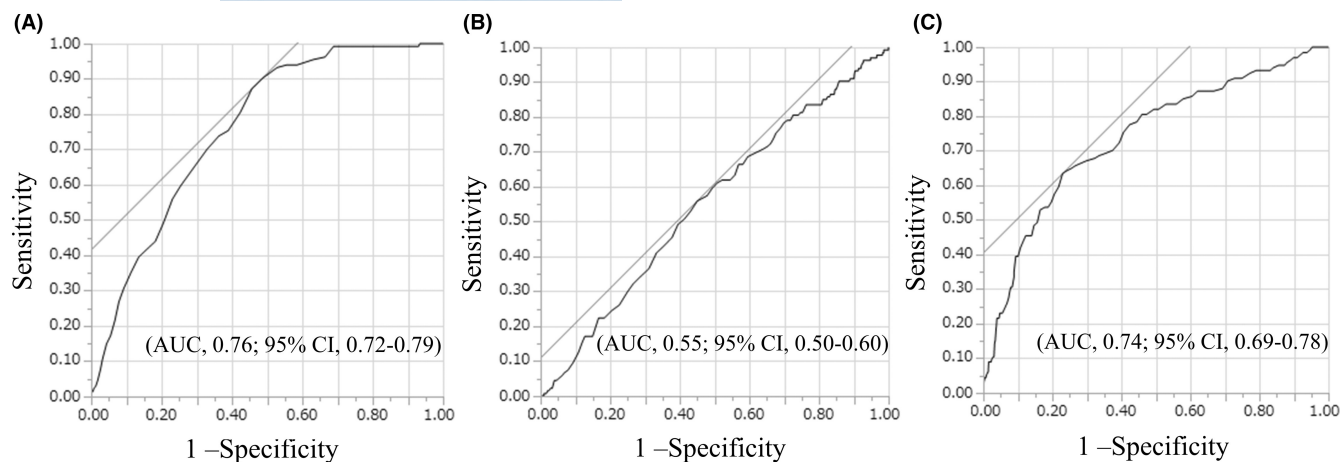 (A)
1.00
0.90
0.80
0.70
0.60
0.50
0.40
0.30
0.20
0.10
0.00
Sensitivity
(AUC, 0.76; 95% CI, 0.72-0.79)
0.00 0.20 0.40 0.60 0.80 1.00
1 –Specificity
(B)
1.00
0.90
0.80
0.70
0.60
0.50
0.40
0.30
0.20
0.10
0.00
Sensitivity
(AUC, 0.55; 95% CI, 0.50-0.60)
0.00 0.20 0.40 0.60 0.80 1.00
1 –Specificity
(C)
1.00
0.90
0.80
0.70
0.60
0.50
0.40
0.30
0.20
0.10
0.00
Sensitivity
(AUC, 0.74; 95% CI, 0.69-0.78)
0.00 0.20 0.40 0.60 0.80 1.00
1 –Specificity